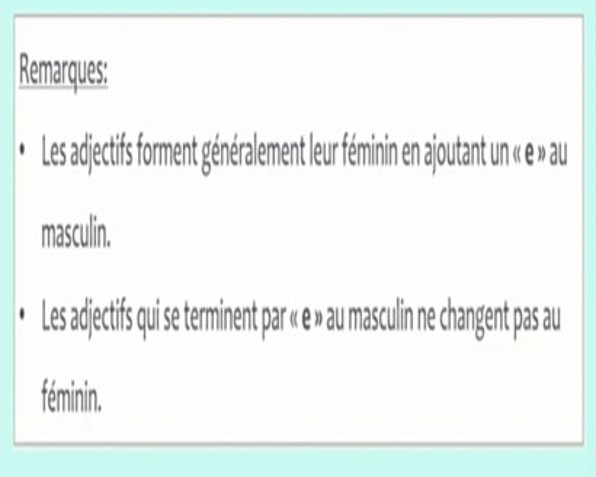 Remarques:
• Les adjectifs forment généralement leur féminin en ajoutant un « e » au
masculin.
• Les adjectifs qui se terminent par « e » au masculin ne changent pas au
féminin.